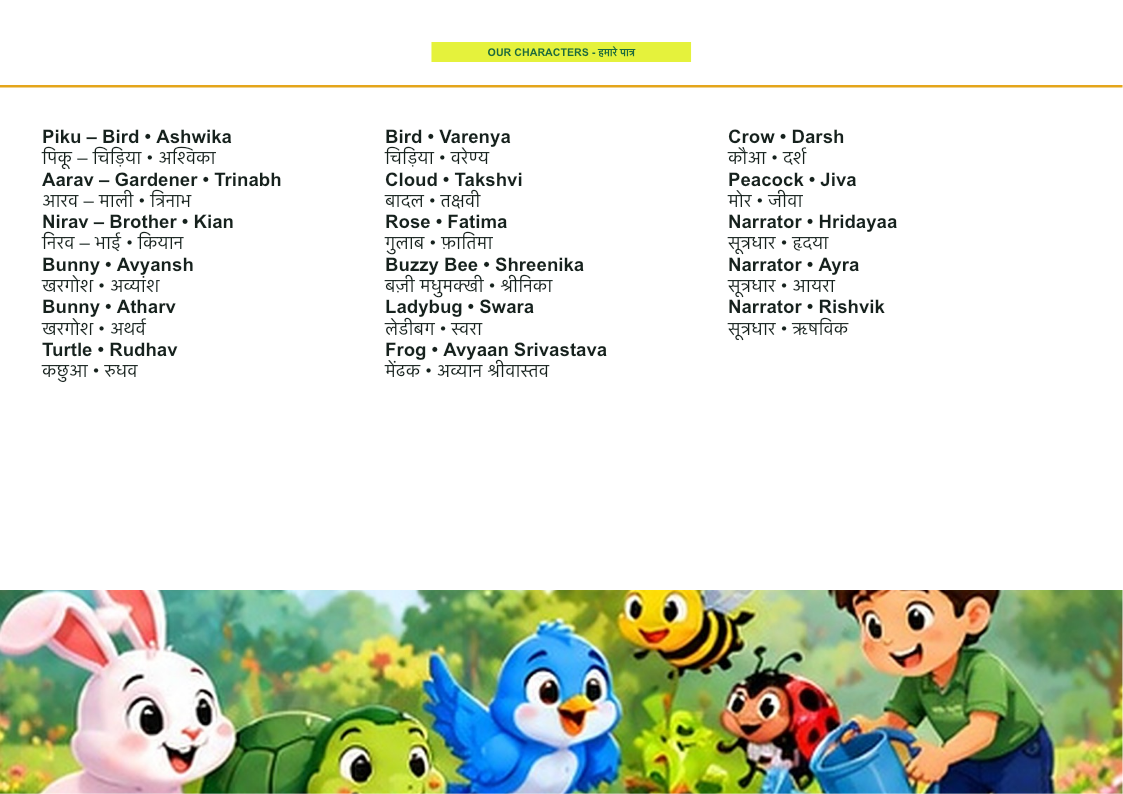 OUR CHARACTERS - हमारे पात्र
Piku – Bird • Ashwika
पिकू – चिड़िया • अश्विका
Aarav – Gardener • Trinabh
आरव – माली • त्रिनाभ
Nirav – Brother • Kian
निरव – भाई • कियान
Bunny • Avyansh
खरगोश • अव्यांश
Bunny • Atharv
खरगोश • अथर्व
Turtle • Rudhav
कछुआ • रुधव
Bird • Varenya
चिड़िया • वरेण्य
Cloud • Takshvi
बादल • तक्षवी
Rose • Fatima
गुलाब • फ़ातिमा
Buzzy Bee • Shreenika
बज़ी मधुमक्खी • श्रीनिका
Ladybug • Swara
लेडीबग • स्वरा
Frog • Avyaan Srivastava
मेंढक • अव्यान श्रीवास्तव
Crow • Darsh
कौआ • दर्श
Peacock • Jiva
मोर • जीवा
Narrator • Hridayaa
सूत्रधार • हृदया
Narrator • Ayra
सूत्रधार • आयरा
Narrator • Rishvik
सूत्रधार • ऋषविक